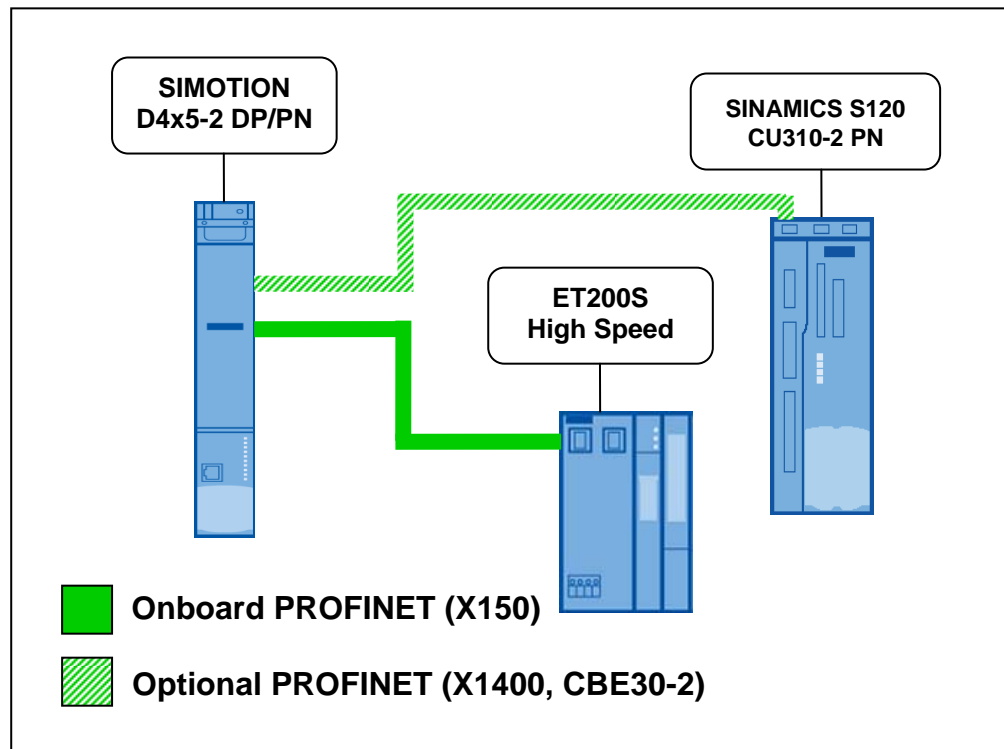 SIMOTION
D4x5-2 DP/PN
SINAMICS S120
CU310-2 PN
ET200S
High Speed
Onboard PROFINET (X150)
Optional PROFINET (X1400, CBE30-2)